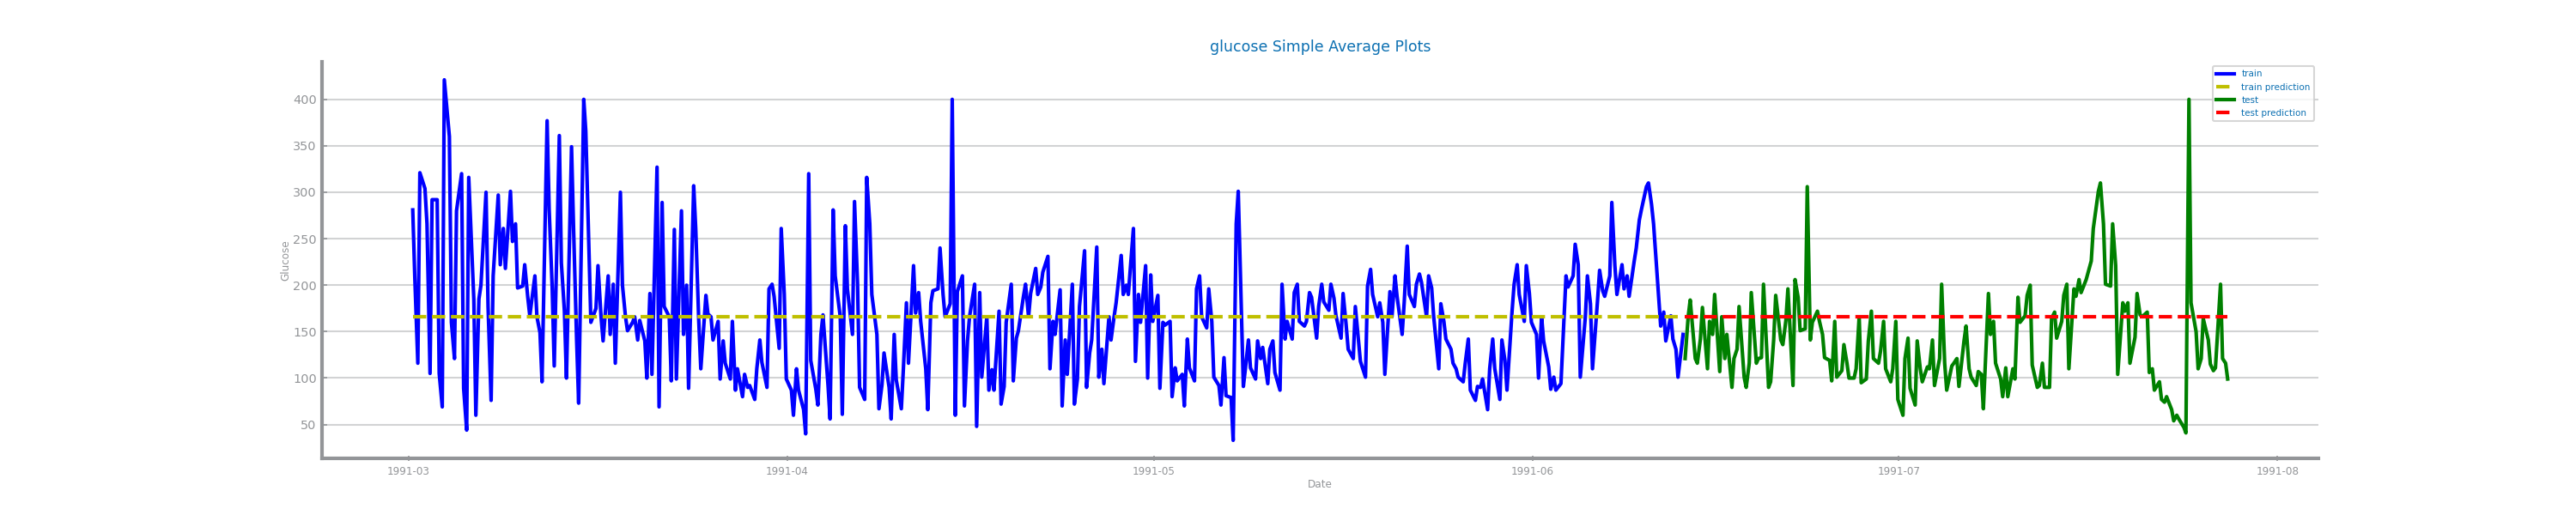 glucose Simple Average Plots
train
train prediction
test
test prediction
400
350
300
250
200
150
100
50
Glucose
1991-03
1991-04
1991-05
1991-06
1991-07
1991-08
Date